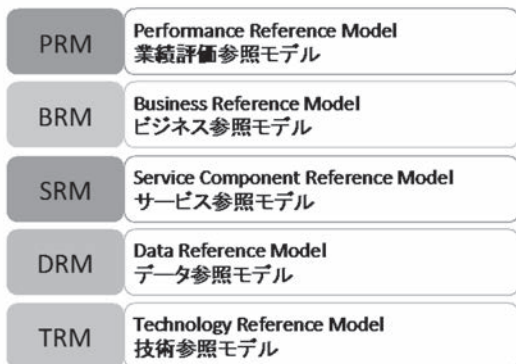 PRM
Performance Reference Model
業績評価参照モデル
BRM
Business Reference Model
ビジネス参照モデル
SRM
Service Component Reference Model
サービス参照モデル
DRM
Data Reference Model
データ参照モデル
TRM
Technology Reference Model
技術参照モデル